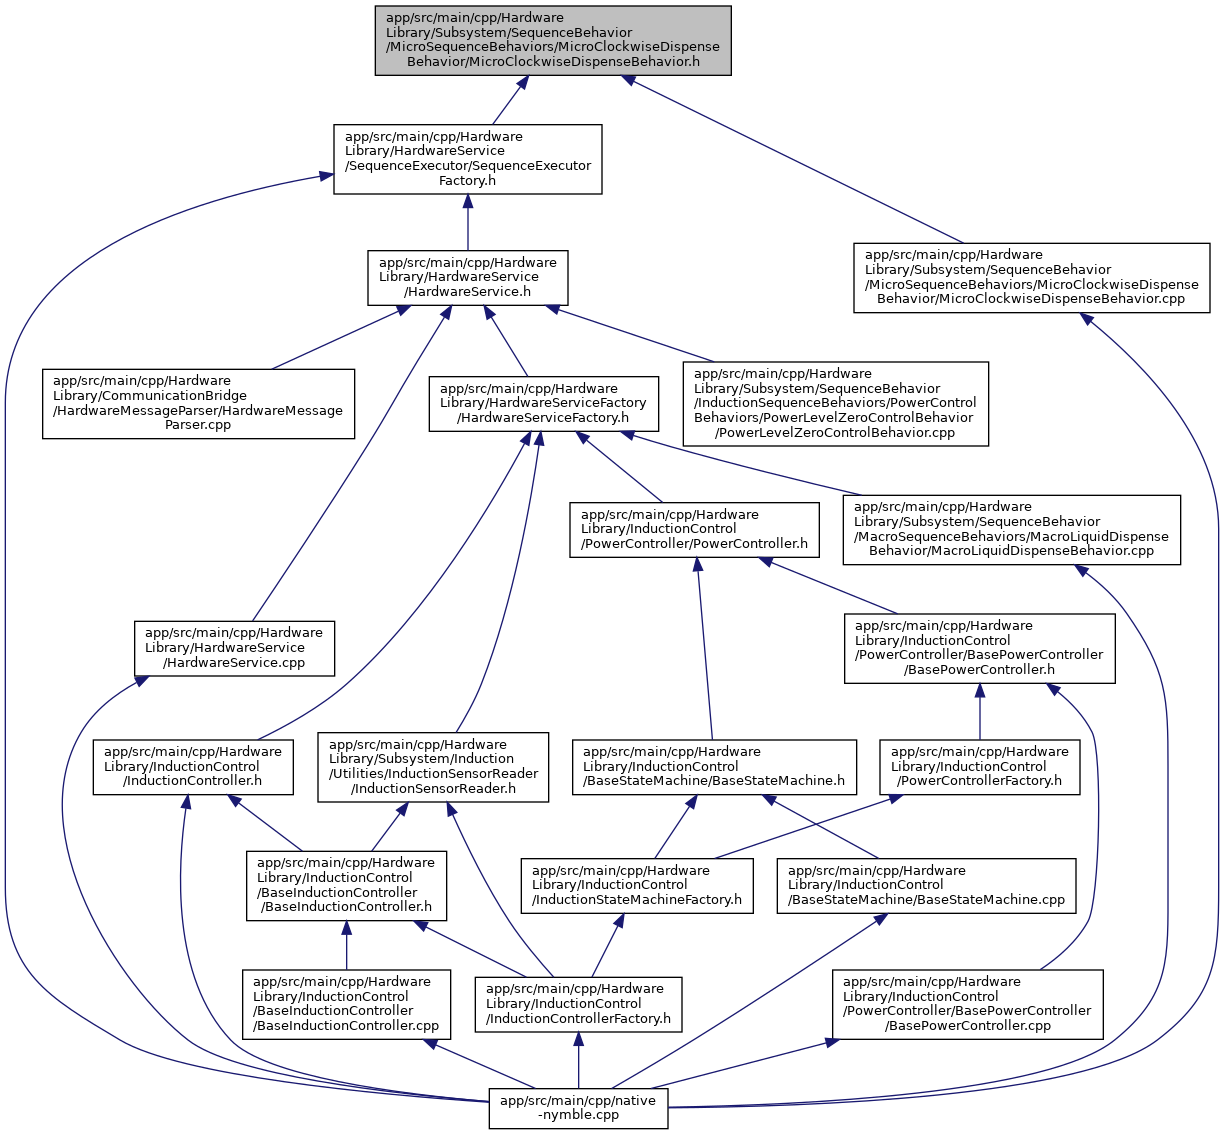 app/src/main/cpp/Hardware
Library/Subsystem/SequenceBehavior
/MicroSequenceBehaviors/MicroClockwiseDispense
Behavior/MicroClockwiseDispenseBehavior.h
app/src/main/cpp/Hardware
Library/HardwareService
/SequenceExecutor/SequenceExecutor
Factory.h
app/src/main/cpp/Hardware
Library/HardwareService
/HardwareService.h
app/src/main/cpp/Hardware
Library/Subsystem/SequenceBehavior
/MicroSequenceBehaviors/MicroClockwiseDispense
Behavior/MicroClockwiseDispenseBehavior.cpp
app/src/main/cpp/Hardware
Library/CommunicationBridge
/HardwareMessageParser/HardwareMessage
Parser.cpp
app/src/main/cpp/Hardware
Library/HardwareServiceFactory
/HardwareServiceFactory.h
app/src/main/cpp/Hardware
Library/Subsystem/SequenceBehavior
/InductionSequenceBehaviors/PowerControl
Behaviors/PowerLevelZeroControlBehavior
/PowerLevelZeroControlBehavior.cpp
app/src/main/cpp/Hardware
Library/InductionControl
/PowerController/PowerController.h
app/src/main/cpp/Hardware
Library/Subsystem/SequenceBehavior
/MacroSequenceBehaviors/MacroLiquidDispense
Behavior/MacroLiquidDispenseBehavior.cpp
app/src/main/cpp/Hardware
Library/HardwareService
/HardwareService.cpp
app/src/main/cpp/Hardware
Library/InductionControl
/PowerController/BasePowerController
/BasePowerController.h
app/src/main/cpp/Hardware
Library/InductionControl
/InductionController.h
app/src/main/cpp/Hardware
Library/Subsystem/Induction
/Utilities/InductionSensorReader
/InductionSensorReader.h
app/src/main/cpp/Hardware
Library/InductionControl
/BaseStateMachine/BaseStateMachine.h
app/src/main/cpp/Hardware
Library/InductionControl
/PowerControllerFactory.h
app/src/main/cpp/Hardware
Library/InductionControl
/BaseInductionController
/BaseInductionController.h
app/src/main/cpp/Hardware
Library/InductionControl
/InductionStateMachineFactory.h
app/src/main/cpp/Hardware
Library/InductionControl
/BaseStateMachine/BaseStateMachine.cpp
app/src/main/cpp/Hardware
Library/InductionControl
/BaseInductionController
/BaseInductionController.cpp
app/src/main/cpp/Hardware
Library/InductionControl
/InductionControllerFactory.h
app/src/main/cpp/Hardware
Library/InductionControl
/PowerController/BasePowerController
/BasePowerController.cpp
app/src/main/cpp/native
-nymble.cpp